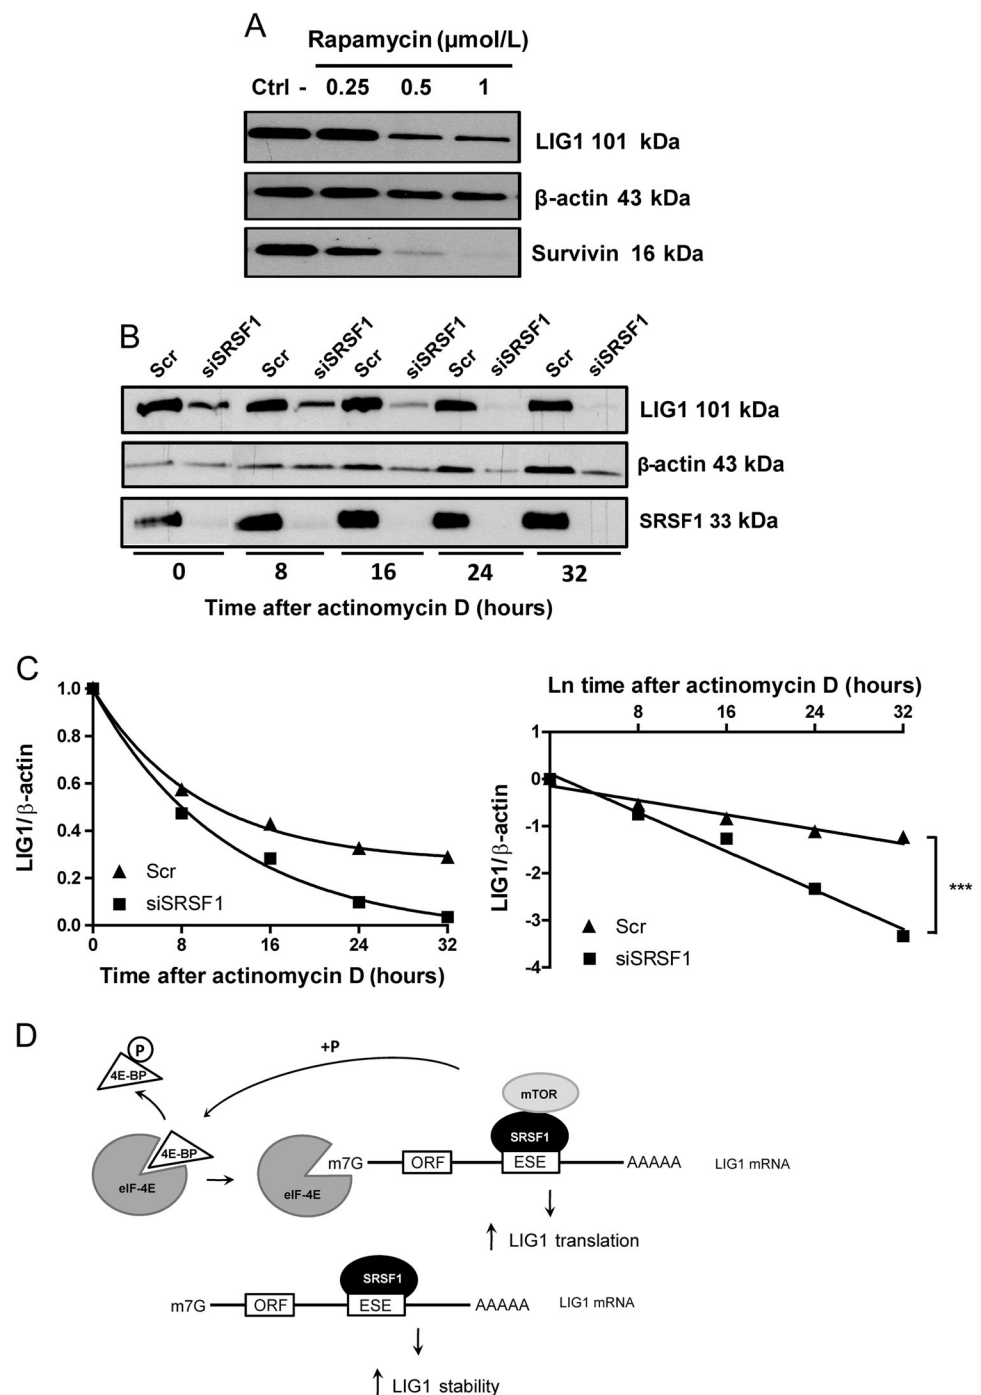 A
Rapamycin (µmol/L)
Ctrl - 0.25 0.5 1
LIG1 101 kDa
β-actin 43 kDa
Survivin 16 kDa
B
Scr siSRSF1 Scr siSRSF1 Scr siSRSF1 Scr siSRSF1 Scr siSRSF1
LIG1 101 kDa
β-actin 43 kDa
SRSF1 33 kDa
0 8 16 24 32
Time after actinomycin D (hours)
C
1.0
0.8
0.6
0.4
0.2
0.0
LIG1/β-actin
Scr
siSRSF1
0 8 16 24 32
Time after actinomycin D (hours)
Ln time after actinomycin D (hours)
8 16 24 32
1
0
-1
-2
-3
-4
LIG1/β-actin
***
Scr
siSRSF1
D
P
4E-BP
+P
mTOR
SRSF1
4E-BP
eIF-4E
eIF-4E
m7G ORF ESE AAAAA LIG1 mRNA
↑ LIG1 translation
SRSF1
m7G ORF ESE AAAAA LIG1 mRNA
↑ LIG1 stability